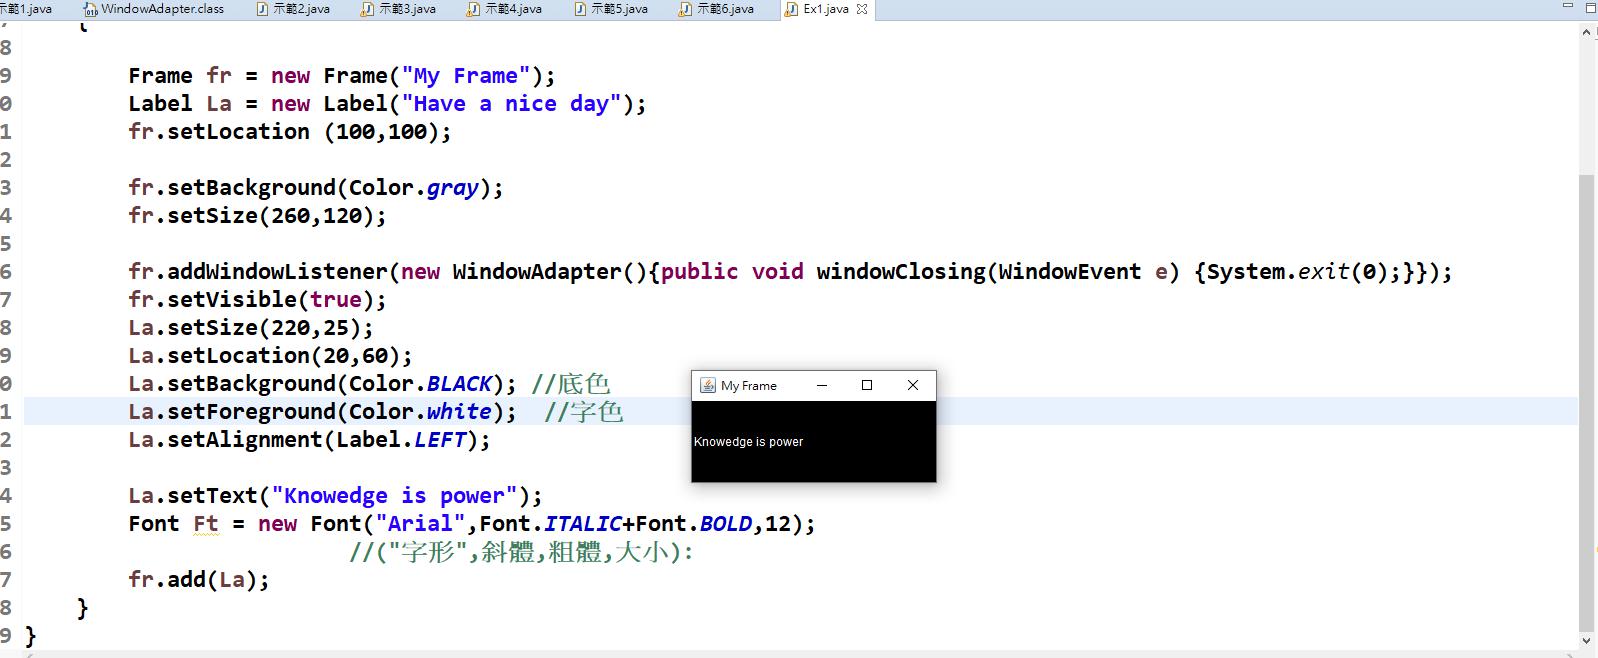 示範1.java WindowAdapter.class 示範2.java 示範3.java 示範4.java 示範5.java 示範6.java Ex1.java
{
8
9 Frame fr = new Frame("My Frame");
0 Label La = new Label("Have a nice day");
1 fr.setLocation (100,100);
2
3 fr.setBackground(Color.gray);
4 fr.setSize(260,120);
5
6 fr.addWindowListener(new WindowAdapter(){public void windowClosing(WindowEvent e) {System.exit(0);}});
7 fr.setVisible(true);
8 La.setSize(220,25);
9 La.setLocation(20,60);
0 La.setBackground(Color.BLACK); //底色
1 La.setForeground(Color.white); //字色
2 La.setAlignment(Label.LEFT);
3
4 La.setText("Knowedge is power");
5 Font Ft = new Font("Arial",Font.ITALIC+Font.BOLD,12);
6 //("字形",斜體,粗體,大小):
7 fr.add(La);
8 }
9 }
My Frame
Knowedge is power